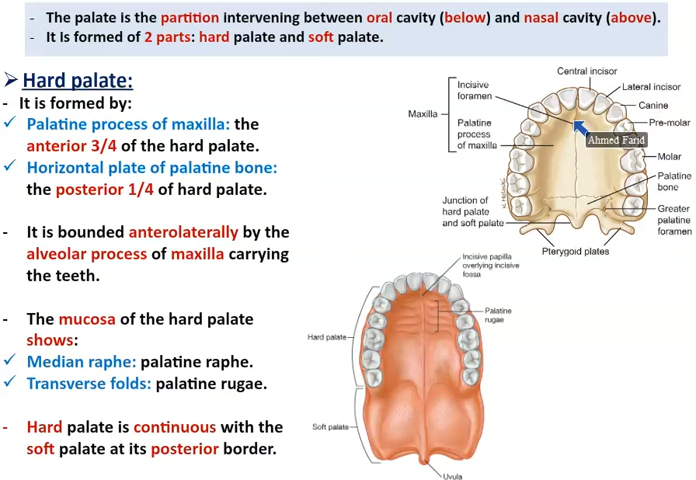 - The palate is the partition intervening between oral cavity (below) and nasal cavity (above).
- It is formed of 2 parts: hard palate and soft palate.
➢ Hard palate:
- It is formed by:
✓ Palatine process of maxilla: the
anterior 3/4 of the hard palate.
✓ Horizontal plate of palatine bone:
the posterior 1/4 of hard palate.
- It is bounded anterolaterally by the
alveolar process of maxilla carrying
the teeth.
- The mucosa of the hard palate
shows:
✓ Median raphe: palatine raphe.
✓ Transverse folds: palatine rugae.
- Hard palate is continuous with the
soft palate at its posterior border.
Central incisor
Incisive
foramen
Lateral incisor
Canine
Maxilla
Pre-molar
Palatine
process
of maxilla
Ahmed Farid
Molar
Palatine
bone
Junction of
hard palate
and soft palate
Greater
palatine
foramen
Pterygoid plates
Incisive papilla
overlying incisive
fossa
Palatine
rugae
Hard palate
Soft palate
Uvula